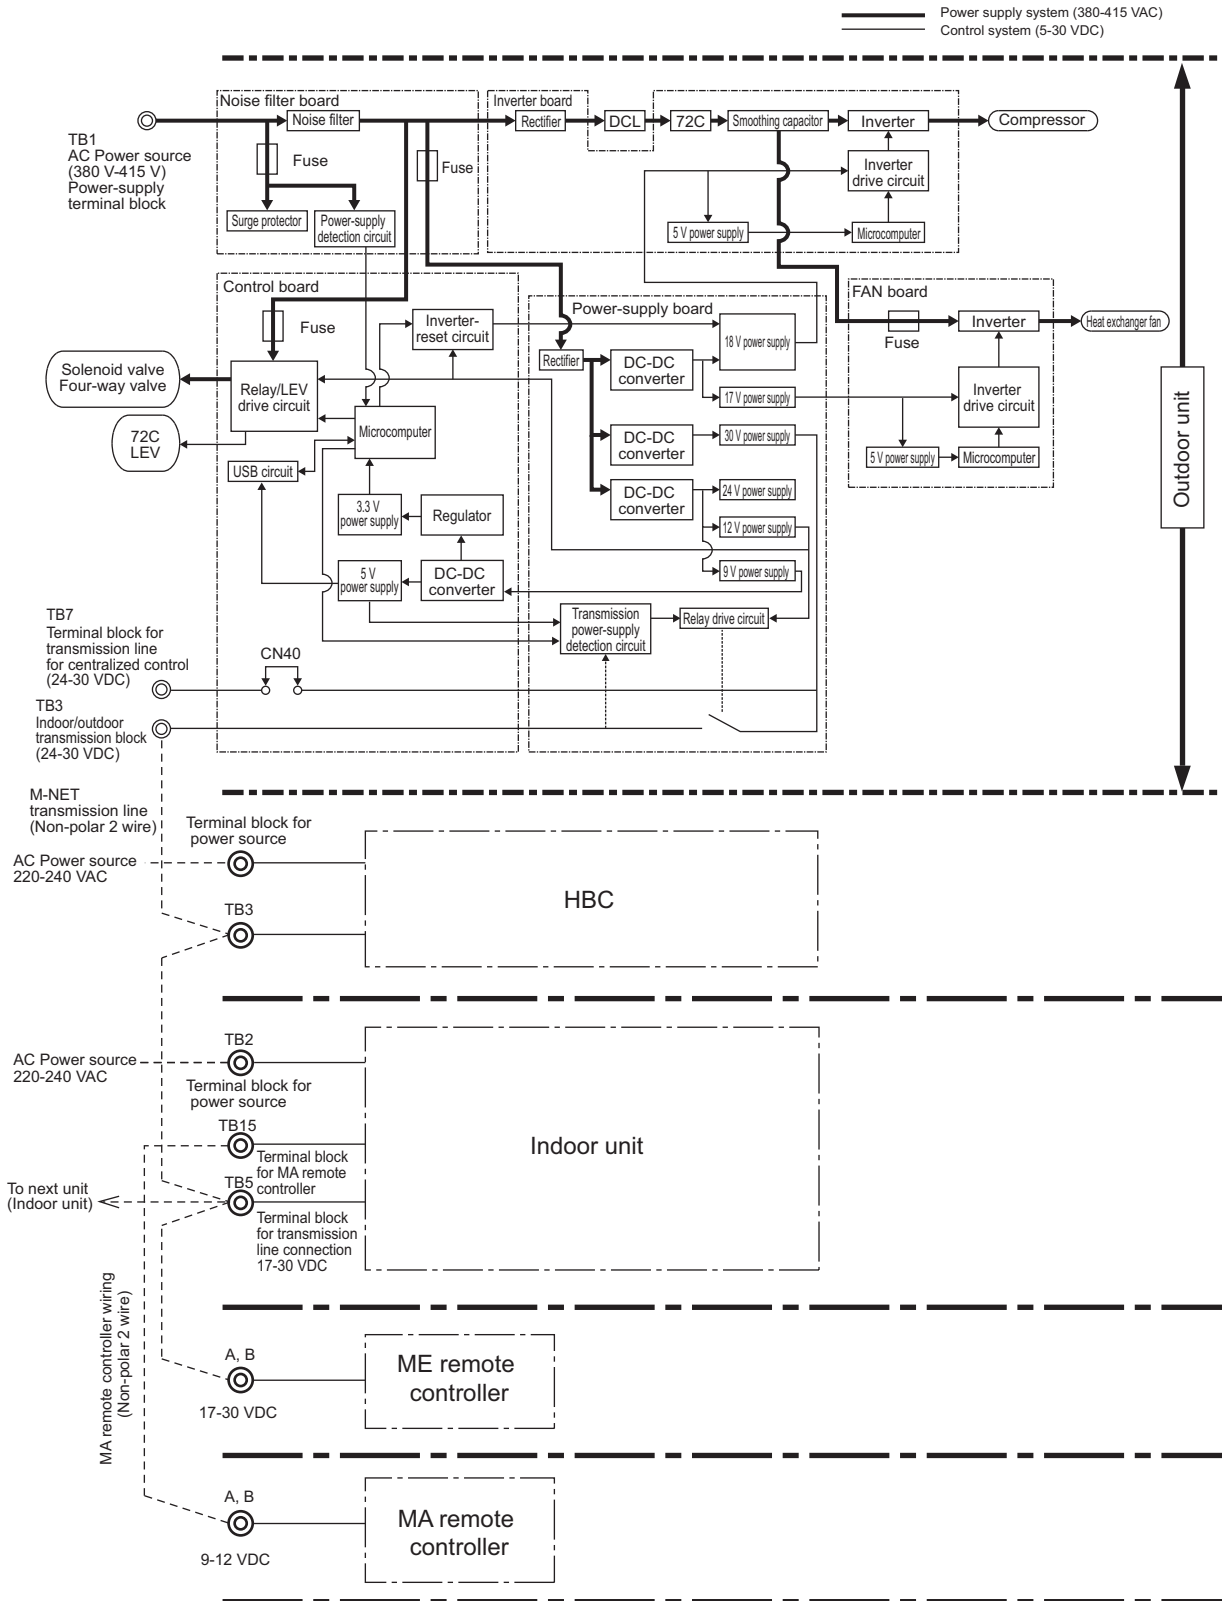 Power supply system (380-415 VAC)
Control system (5-30 VDC)
Noise filter board
Noise filter
Fuse
Surge protector
Power-supply
detection circuit
Fuse
TB1
AC Power source
(380 V-415 V)
Power-supply
terminal block
Inverter board
Rectifier
DCL
72C
Smoothing capacitor
Inverter
Compressor
Inverter
drive circuit
5 V power supply
Microcomputer
Outdoor unit
Control board
Fuse
Inverter-
reset circuit
Solenoid valve
Four-way valve
Relay/LEV
drive circuit
72C
LEV
Microcomputer
USB circuit
3.3 V
power supply
Regulator
5 V
power supply
DC-DC
converter
Power-supply board
Rectifier
DC-DC
converter
18 V power supply
17 V power supply
DC-DC
converter
30 V power supply
DC-DC
converter
24 V power supply
12 V power supply
9 V power supply
Transmission
power-supply
detection circuit
Relay drive circuit
FAN board
Fuse
Inverter
Heat exchanger fan
Inverter
drive circuit
5 V power supply
Microcomputer
TB7
Terminal block for
transmission line
for centralized control
(24-30 VDC)
CN40
TB3
Indoor/outdoor
transmission block
(24-30 VDC)
M-NET
transmission line
(Non-polar 2 wire)
Terminal block for
power source
AC Power source
220-240 VAC
TB3
HBC
TB2
AC Power source
220-240 VAC
Terminal block for
power source
TB15
Terminal block
for MA remote
controller
Indoor unit
TB5
To next unit
(Indoor unit)
Terminal block
for transmission
line connection
17-30 VDC
MA remote controller wiring
(Non-polar 2 wire)
A, B
17-30 VDC
ME remote
controller
A, B
9-12 VDC
MA remote
controller